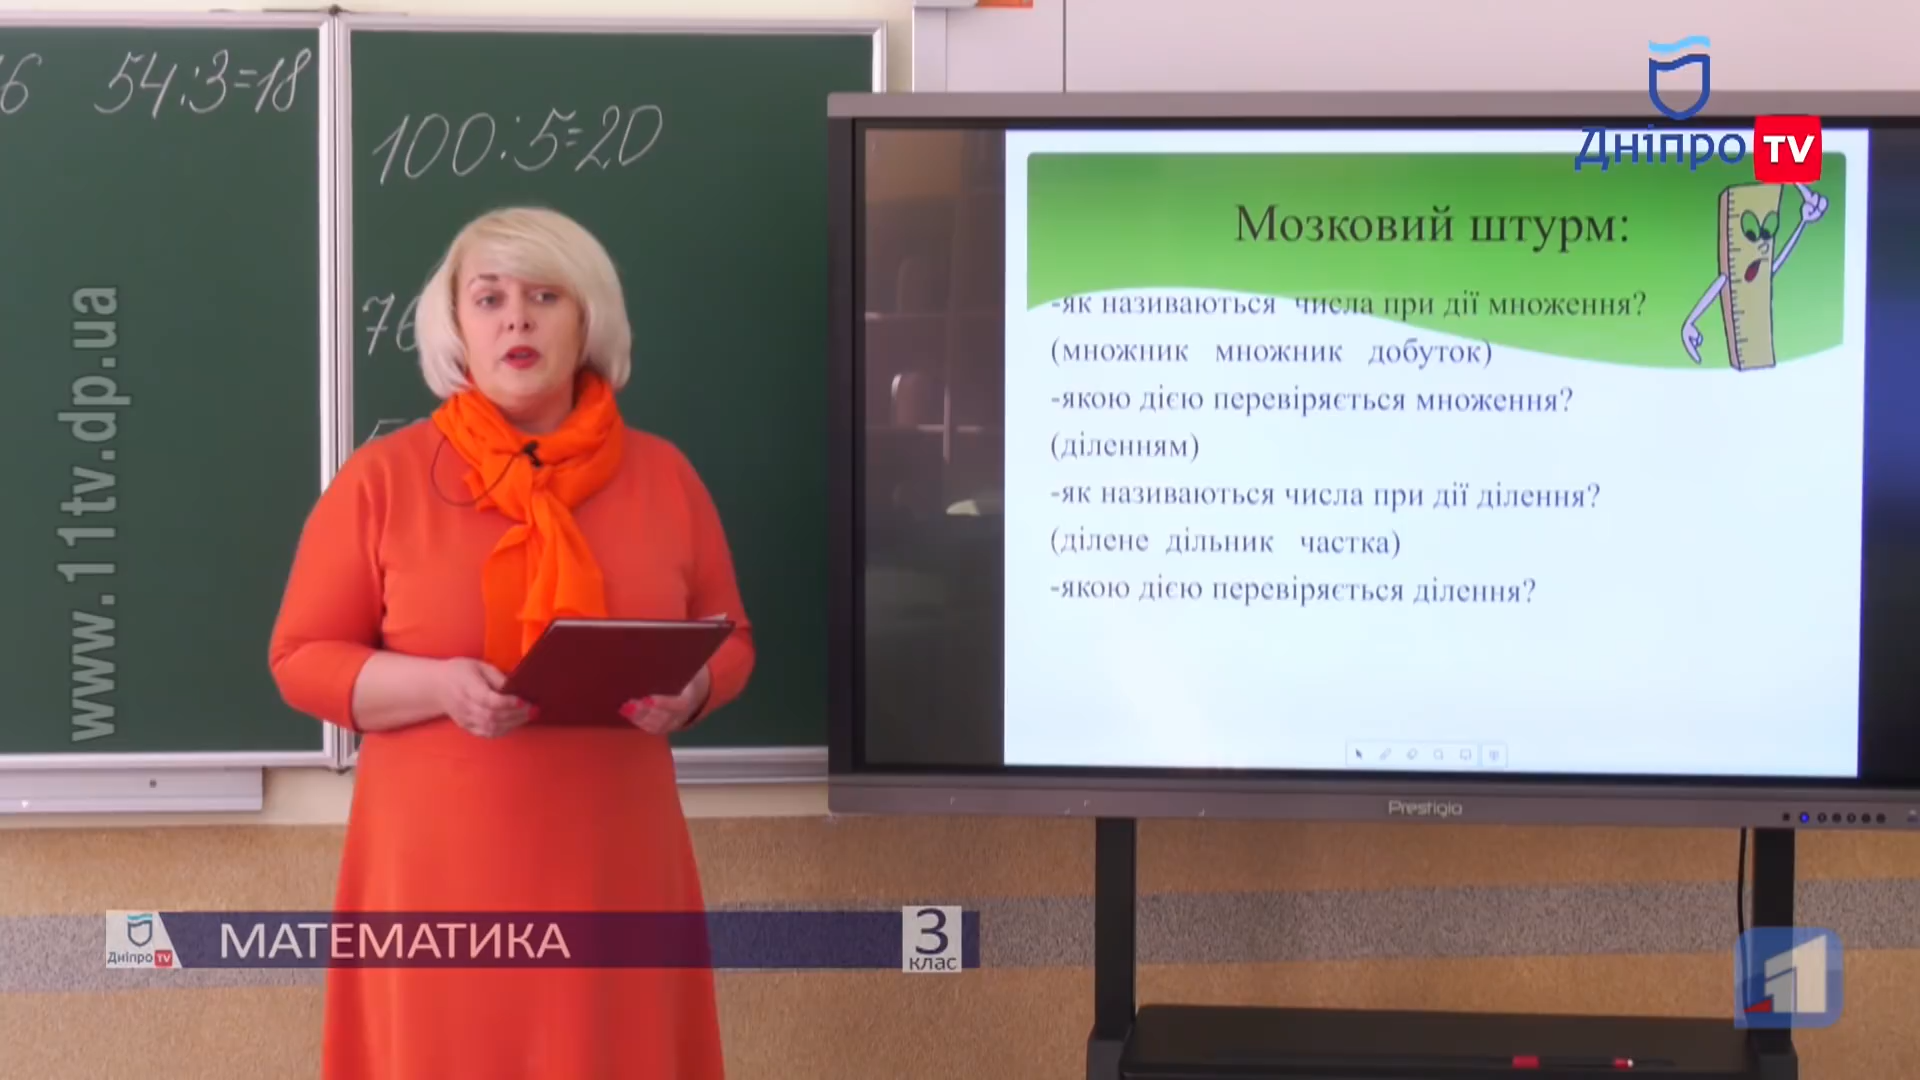 54:3=18
100:5=20
www.11tv.dp.ua
Дніпро TV
Мозковий штурм:
-як називаються числа при дії множення?
(множник множник добуток)
-якою дією перевіряється множення?
(діленням)
-як називаються числа при дії ділення?
(ділене дільник частка)
-якою дією перевіряється ділення?
Prestigio
Дніпро TV
МАТЕМАТИКА
3
клас